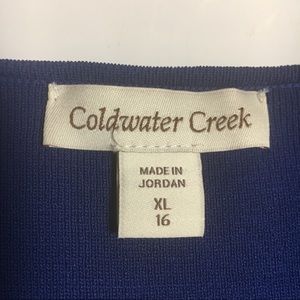 Coldwater Creek
MADE IN
JORDAN
XL
16